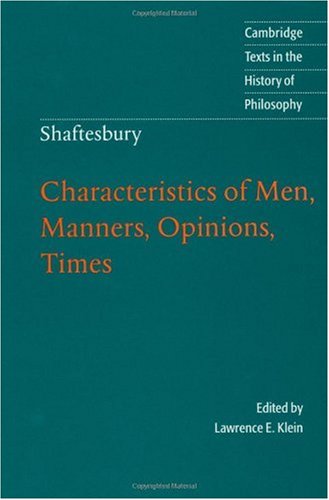 Cambridge
Texts in the
History of
Philosophy
Shaftesbury
Characteristics of Men,
Manners, Opinions,
Times
Edited by
Lawrence E. Klein